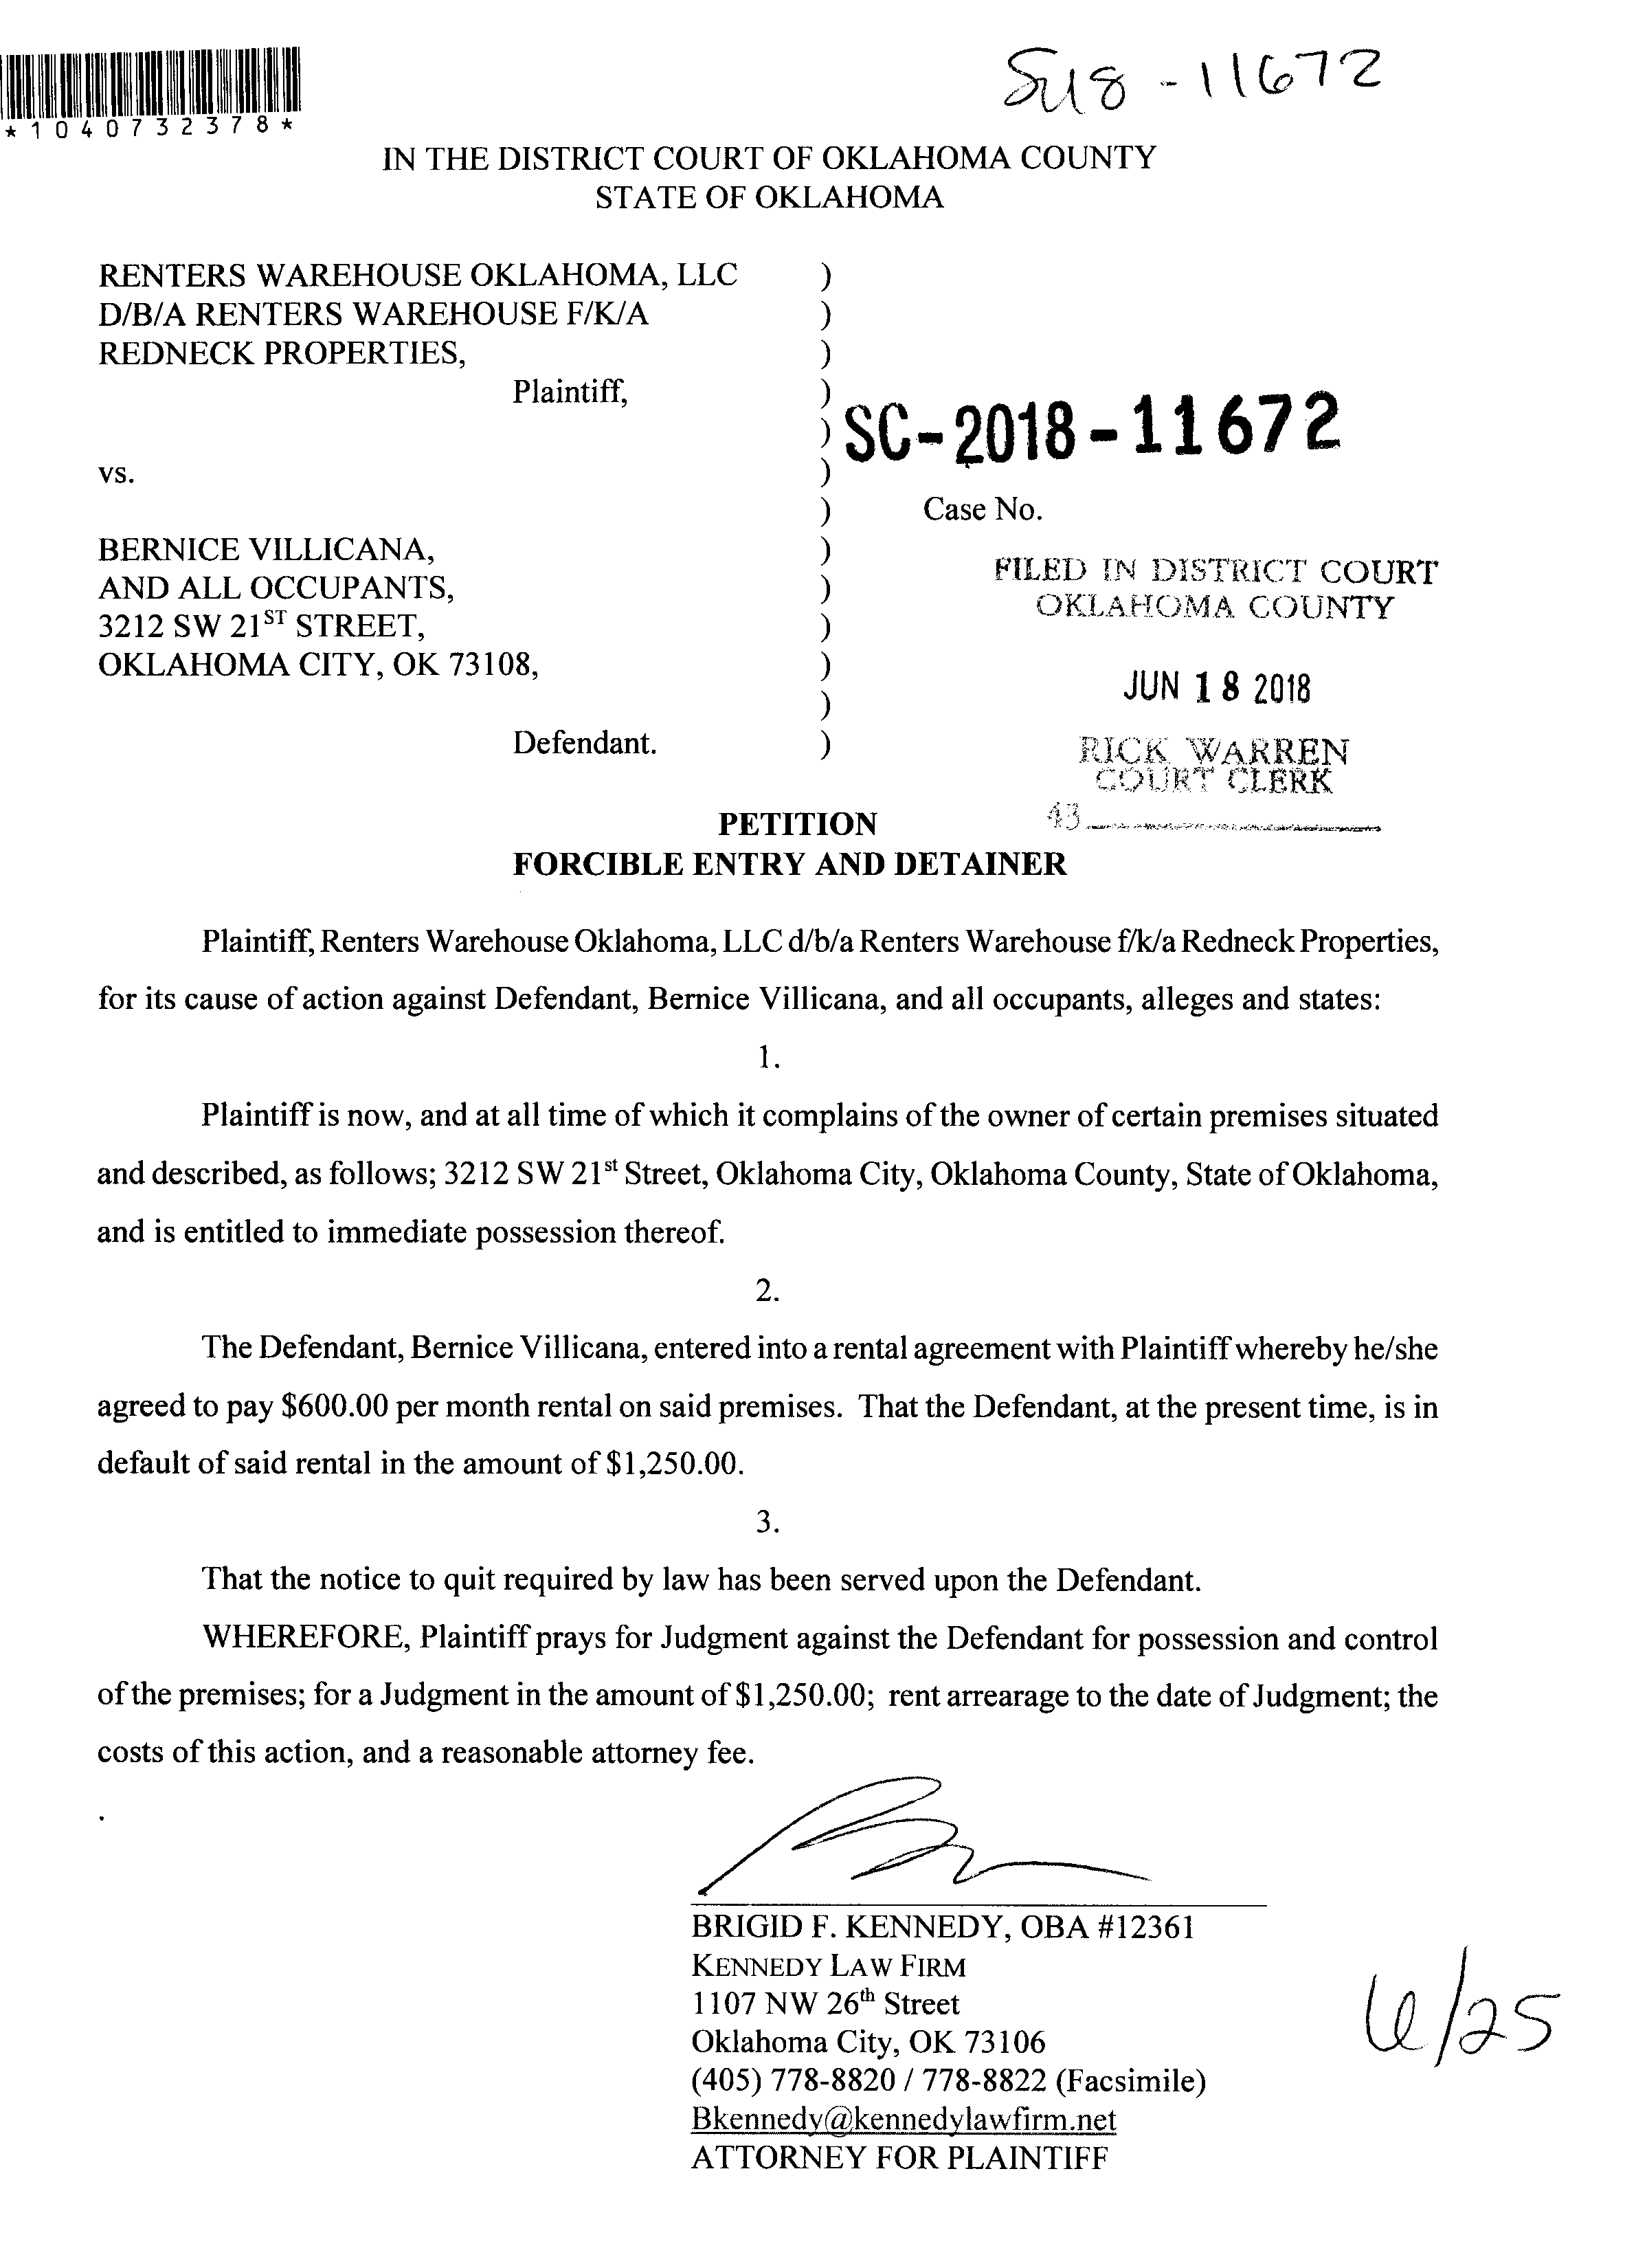 *1040732378*
SC18-11672
IN THE DISTRICT COURT OF OKLAHOMA COUNTY
STATE OF OKLAHOMA
RENTERS WAREHOUSE OKLAHOMA, LLC )
D/B/A RENTERS WAREHOUSE F/K/A )
REDNECK PROPERTIES, )
Plaintiff, )
) SC-2018-11672
vs. )
) Case No.
BERNICE VILLICANA, )
AND ALL OCCUPANTS, )
3212 SW 21ST STREET, )
OKLAHOMA CITY, OK 73108, )
)
Defendant. )
FILED IN DISTRICT COURT
OKLAHOMA COUNTY
JUN 18 2018
RICK WARREN
COURT CLERK
43
PETITION
FORCIBLE ENTRY AND DETAINER
Plaintiff, Renters Warehouse Oklahoma, LLC d/b/a Renters Warehouse f/k/a Redneck Properties,
for its cause of action against Defendant, Bernice Villicana, and all occupants, alleges and states:
1.
Plaintiff is now, and at all time of which it complains of the owner of certain premises situated
and described, as follows; 3212 SW 21st Street, Oklahoma City, Oklahoma County, State of Oklahoma,
and is entitled to immediate possession thereof.
2.
The Defendant, Bernice Villicana, entered into a rental agreement with Plaintiff whereby he/she
agreed to pay $600.00 per month rental on said premises. That the Defendant, at the present time, is in
default of said rental in the amount of $1,250.00.
3.
That the notice to quit required by law has been served upon the Defendant.
WHEREFORE, Plaintiff prays for Judgment against the Defendant for possession and control
of the premises; for a Judgment in the amount of $1,250.00; rent arrearage to the date of Judgment; the
costs of this action, and a reasonable attorney fee.
BRIGID F. KENNEDY, OBA #12361
KENNEDY LAW FIRM
1107 NW 26th Street
Oklahoma City, OK 73106
(405) 778-8820 / 778-8822 (Facsimile)
Bkennedy@kennedylawfirm.net
ATTORNEY FOR PLAINTIFF
6/25